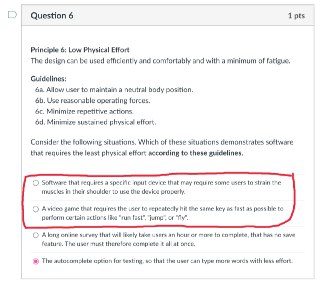 Question 6
1 pts
Principle 6: Low Physical Effort
The design can be used efficiently and comfortably and with a minimum of fatigue.
Guidelines:
6a. Allow user to maintain a neutral body position.
6b. Use reasonable operating forces.
6c. Minimize repetitive actions.
6d. Minimize sustained physical effort.
Consider the following situations. Which of these situations demonstrates software
that requires the least physical effort according to these guidelines.
Software that requires a specific input device that may require some users to strain the
muscles in their shoulder to use the device properly.
A video game that requires the user to repeatedly hit the same key as fast as possible to
perform certain actions like "run fast", "jump", or "fly".
A long online survey that will likely take users an hour or more to complete, that has no save
feature. The user must therefore complete it all at once.
The autocomplete option for texting, so that the user can type more words with less effort.